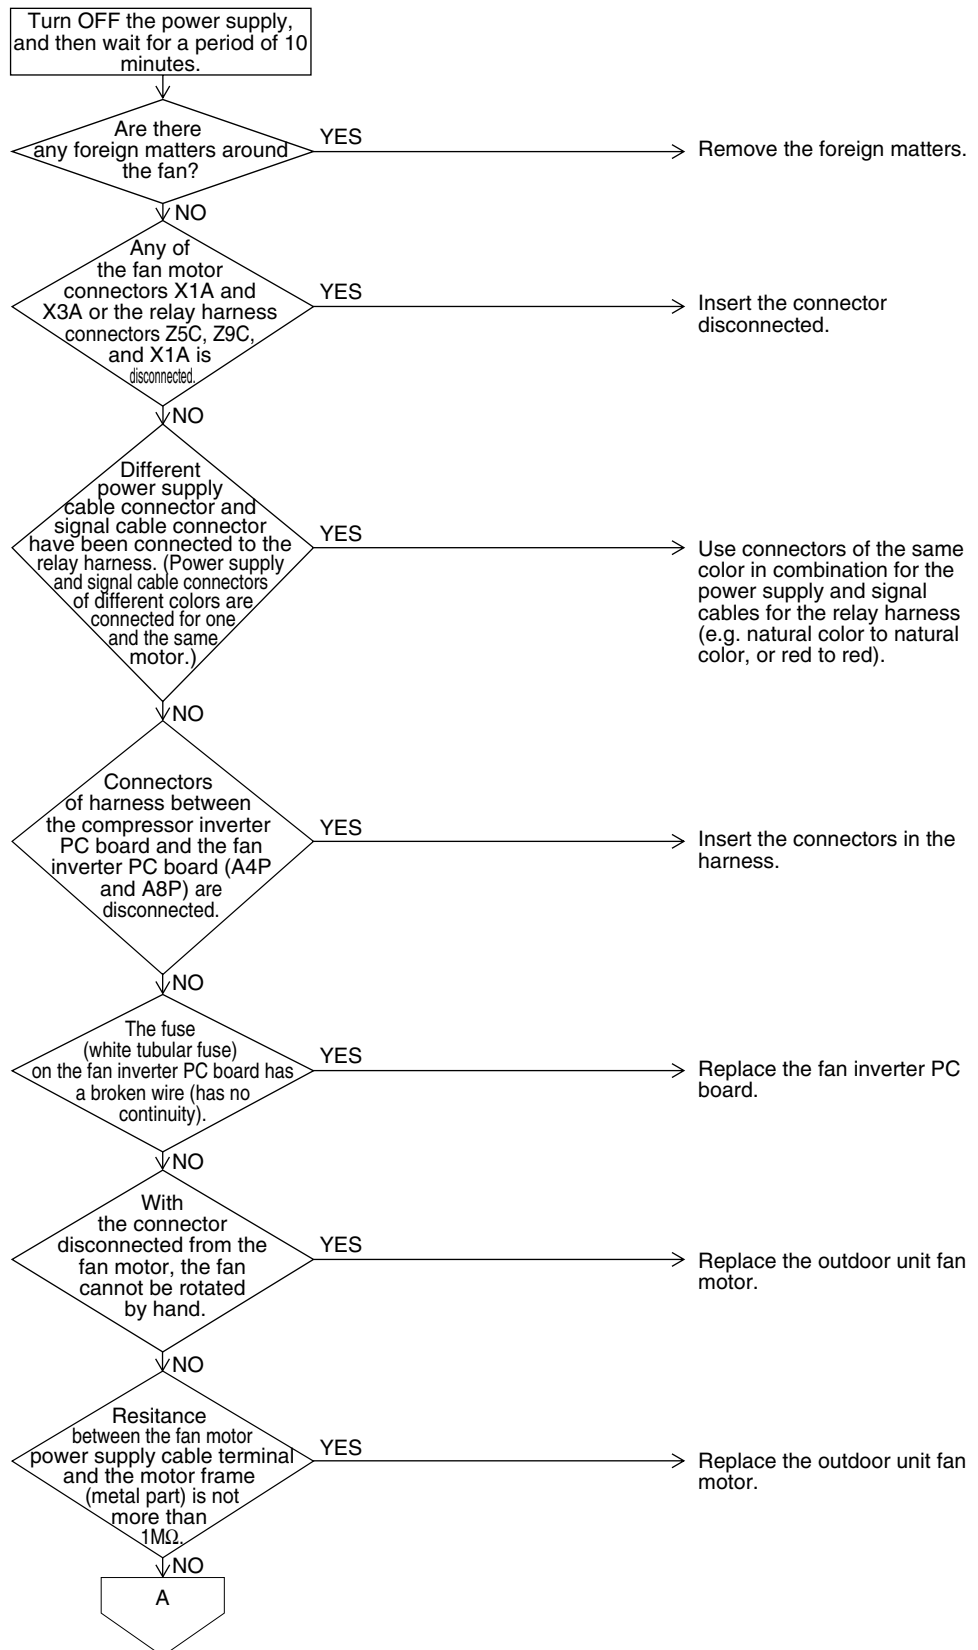 Turn OFF the power supply,
and then wait for a period of 10
minutes.
Are there
any foreign matters around
the fan?
YES
Remove the foreign matters.
NO
Any of
the fan motor
connectors X1A and
X3A or the relay harness
connectors Z5C, Z9C,
and X1A is
disconnected.
YES
Insert the connector
disconnected.
NO
Different
power supply
cable connector and
signal cable connector
have been connected to the
relay harness. (Power supply
and signal cable connectors
of different colors are
connected for one
and the same
motor.)
YES
Use connectors of the same
color in combination for the
power supply and signal
cables for the relay harness
(e.g. natural color to natural
color, or red to red).
NO
Connectors
of harness between
the compressor inverter
PC board and the fan
inverter PC board (A4P
and A8P) are
disconnected.
YES
Insert the connectors in the
harness.
NO
The fuse
(white tubular fuse)
on the fan inverter PC board has
a broken wire (has no
continuity).
YES
Replace the fan inverter PC
board.
NO
With
the connector
disconnected from the
fan motor, the fan
cannot be rotated
by hand.
YES
Replace the outdoor unit fan
motor.
NO
Resitance
between the fan motor
power supply cable terminal
and the motor frame
(metal part) is not
more than
1MΩ.
YES
Replace the outdoor unit fan
motor.
NO
A